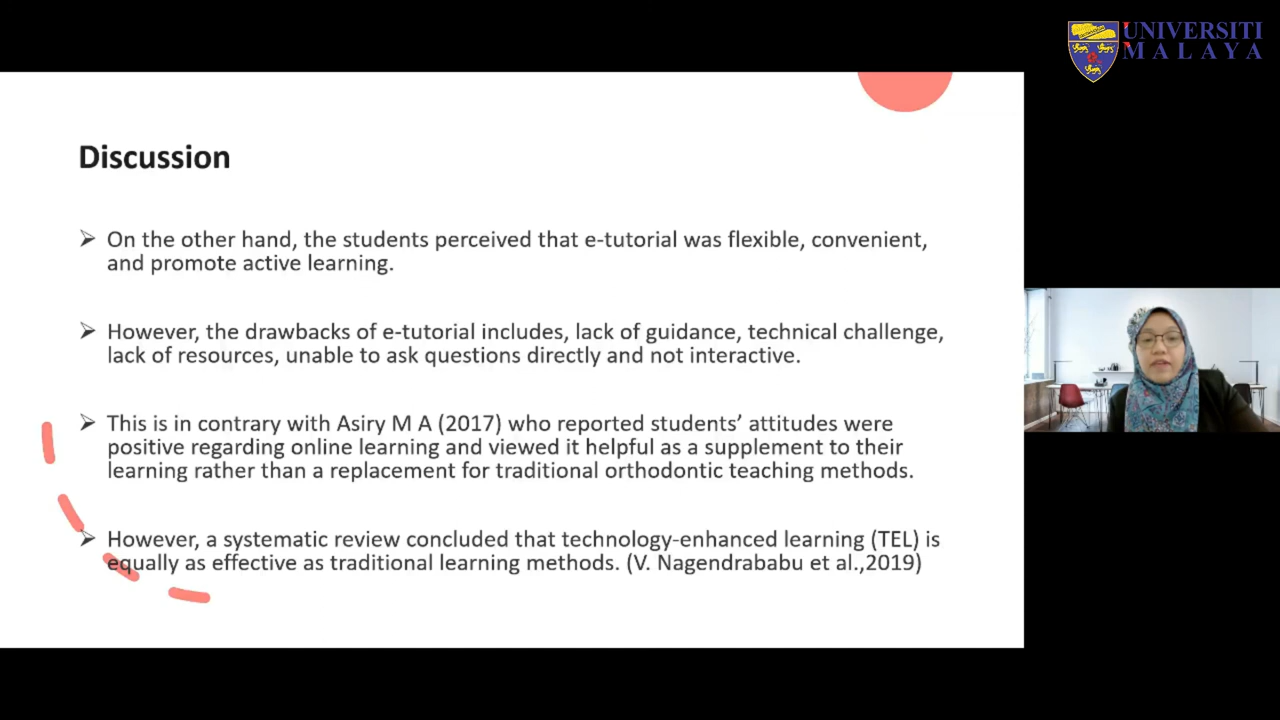 UNIVERSITI
MALAYA
Discussion
On the other hand, the students perceived that e-tutorial was flexible, convenient,
and promote active learning.
However, the drawbacks of e-tutorial includes, lack of guidance, technical challenge,
lack of resources, unable to ask questions directly and not interactive.
This is in contrary with Asiry M A (2017) who reported students’ attitudes were
positive regarding online learning and viewed it helpful as a supplement to their
learning rather than a replacement for traditional orthodontic teaching methods.
However, a systematic review concluded that technology-enhanced learning (TEL) is
equally as effective as traditional learning methods. (V. Nagendrababu et al.,2019)